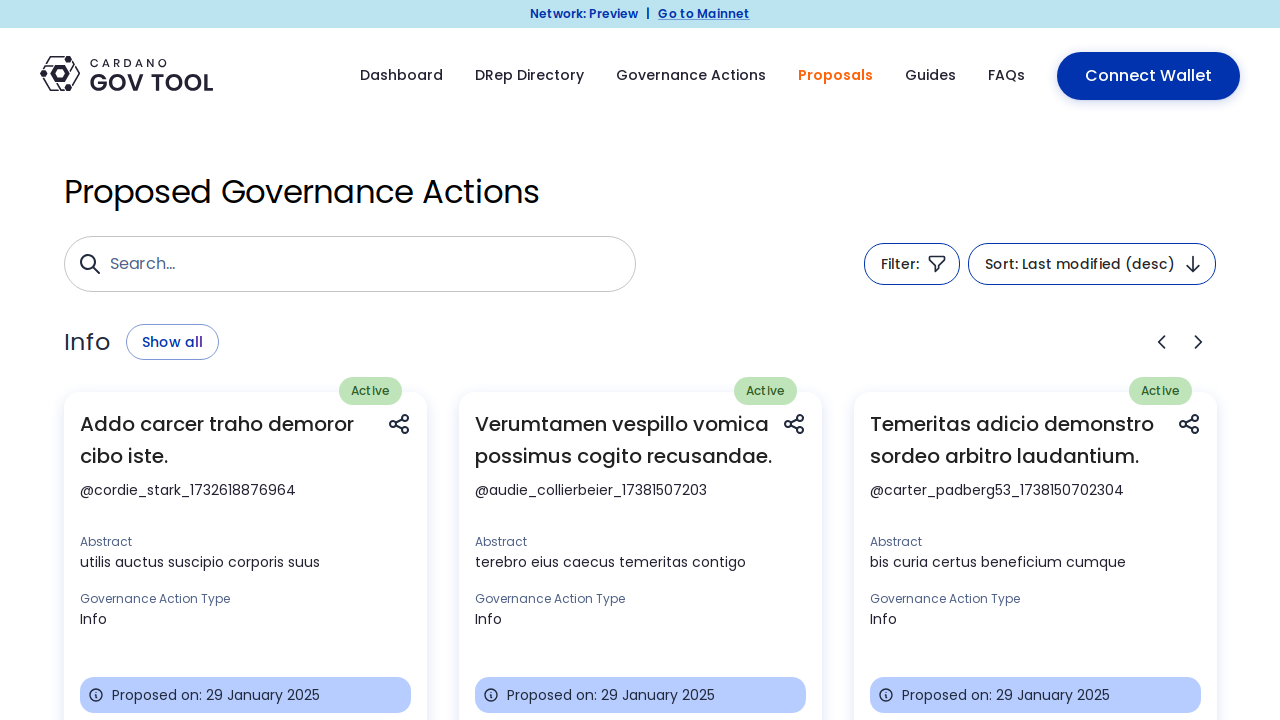 Network: Preview | Go to Mainnet
CARDANO
GOV TOOL
Dashboard DRep Directory Governance Actions Proposals Guides FAQs Connect Wallet
Proposed Governance Actions
Search...
Filter: Sort: Last modified (desc)
Info Show all
Active Active Active
Addo carcer traho demoror
cibo iste.
@cordie_stark_1732618876964
Abstract
utilis auctus suscipio corporis suus
Governance Action Type
Info
Proposed on: 29 January 2025
Verumtamen vespillo vomica
possimus cogito recusandae.
@audie_collierbeier_17381507203
Abstract
terebro eius caecus temeritas contigo
Governance Action Type
Info
Proposed on: 29 January 2025
Temeritas adicio demonstro
sordeo arbitro laudantium.
@carter_padberg53_1738150702304
Abstract
bis curia certus beneficium cumque
Governance Action Type
Info
Proposed on: 29 January 2025